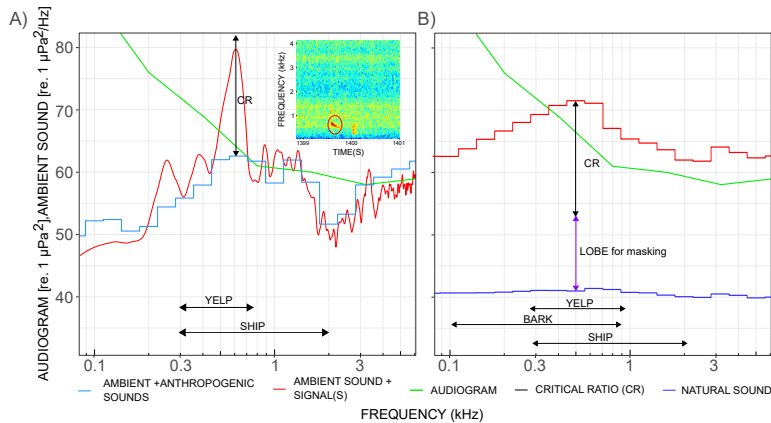 A)
B)
AUDIOGRAM [re. 1 µPa²],AMBIENT SOUND [re. 1 µPa²/Hz]
80
70
60
50
40
CR
FREQUENCY (kHz)
4
3
2
1
1399
1400
1401
TIME(S)
YELP
SHIP
0.1
0.3
1
3
CR
LOBE for masking
YELP
BARK
SHIP
0.1
0.3
1
3
AMBIENT +ANTHROPOGENIC
SOUNDS
AMBIENT SOUND +
SIGNAL(S)
AUDIOGRAM
CRITICAL RATIO (CR)
NATURAL SOUND
FREQUENCY (kHz)